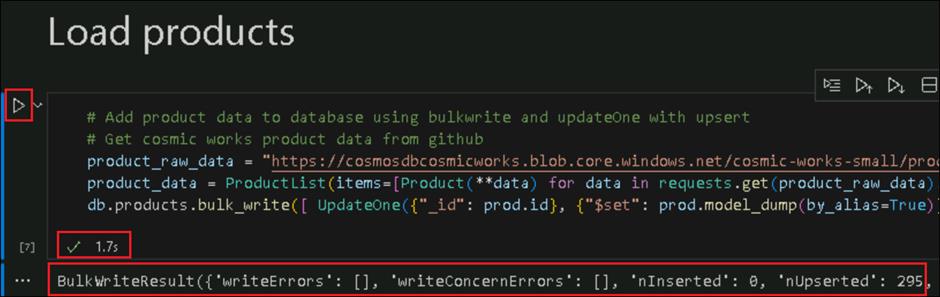 Load products
# Add product data to database using bulkwrite and updateOne with upsert
# Get cosmic works product data from github
product_raw_data = "https://cosmosdbcosmicworks.blob.core.windows.net/cosmic-works-small/pro
product_data = ProductList(items=[Product(**data) for data in requests.get(product_raw_data)
db.products.bulk_write([ UpdateOne({"_id": prod.id}, {"$set": prod.model_dump(by_alias=True)}
[7]
1.7s
BulkWriteResult({'writeErrors': [], 'writeConcernErrors': [], 'nInserted': 0, 'nUpserted': 295,